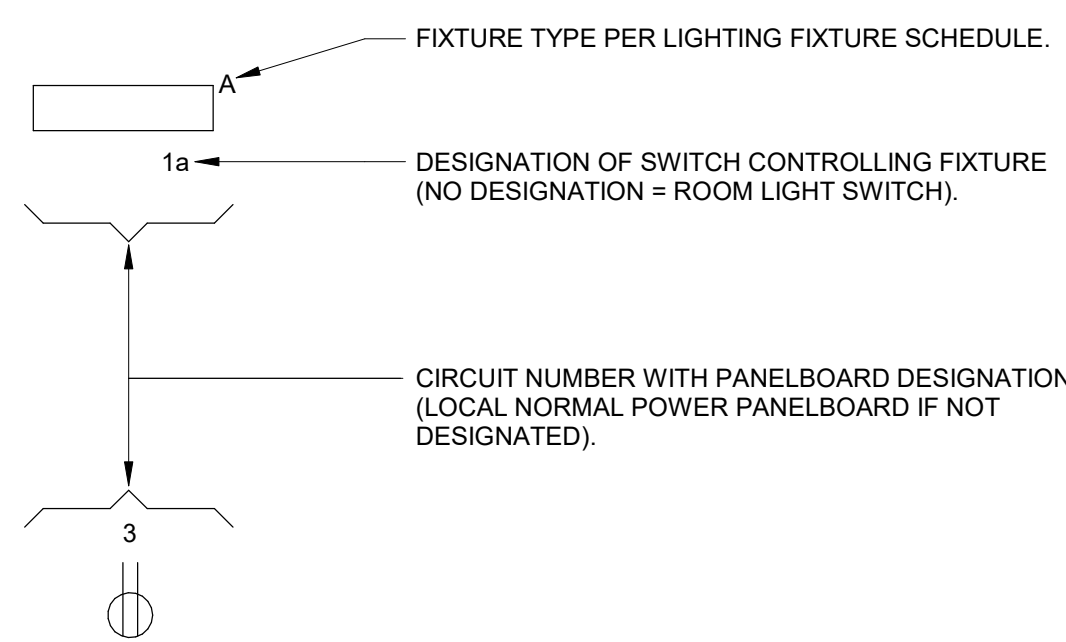 FIXTURE TYPE PER LIGHTING FIXTURE SCHEDULE.
A
1a
DESIGNATION OF SWITCH CONTROLLING FIXTURE
(NO DESIGNATION = ROOM LIGHT SWITCH).
CIRCUIT NUMBER WITH PANELBOARD DESIGNATION
(LOCAL NORMAL POWER PANELBOARD IF NOT
DESIGNATED).
3